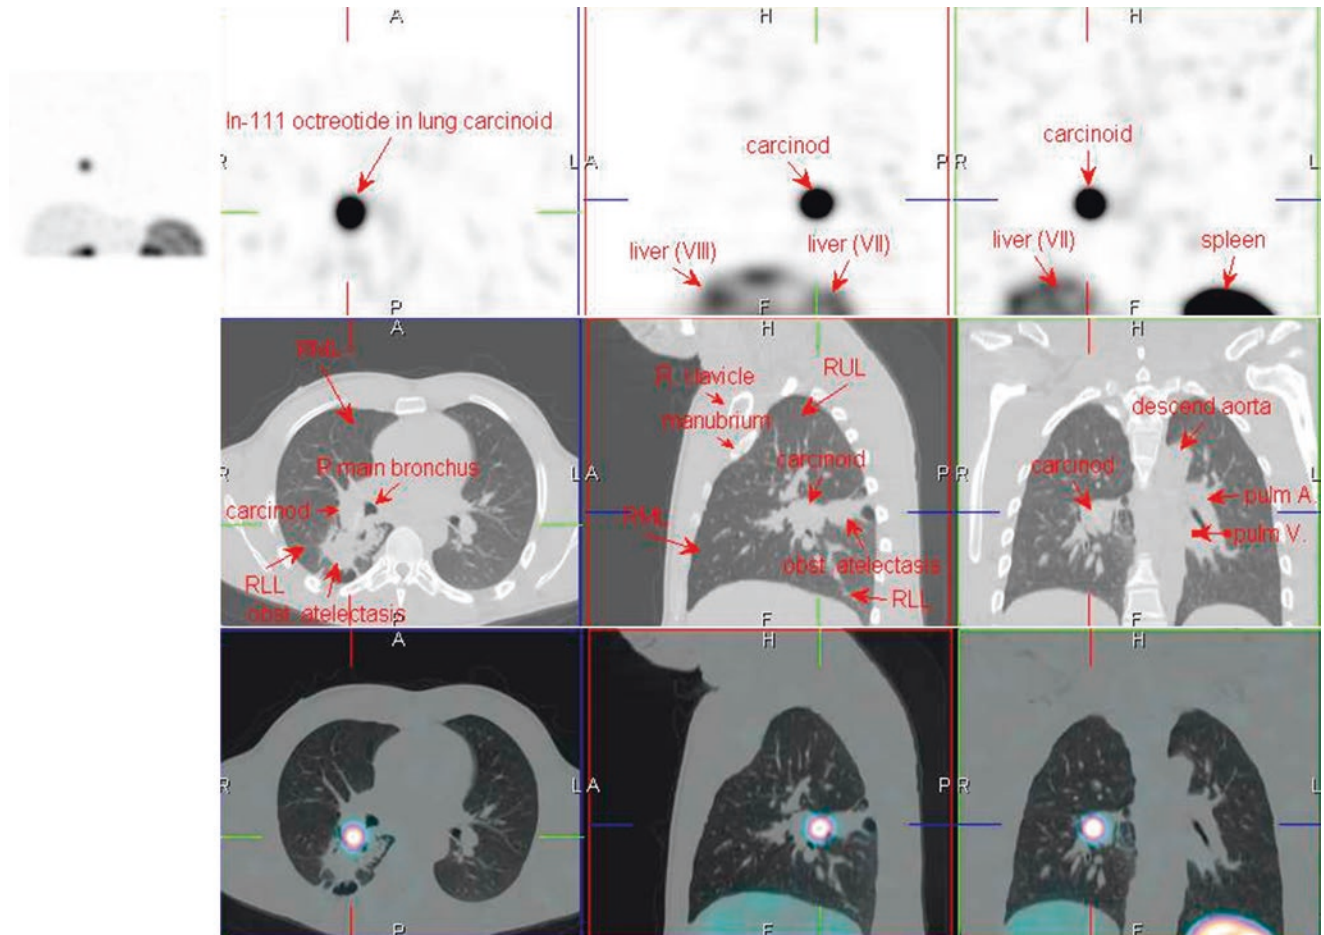 A
In-111 octreotide in lung carcinoid
R
L
P
H
carcinod
A
P
liver (VIII)
liver (VII)
F
H
carcinoid
R
L
liver (VII)
spleen
F
A
RML
R main bronchus
R
L
carcinod
RLL
obst atelectasis
P
H
RUL
R. clavicle
manubrium
carcinoid
A
P
RML
obst atelectasis
RLL
F
H
descend aorta
carcinod
R
L
pulm A.
pulm V.
F
A
R
L
P
H
A
P
F
H
R
L
F